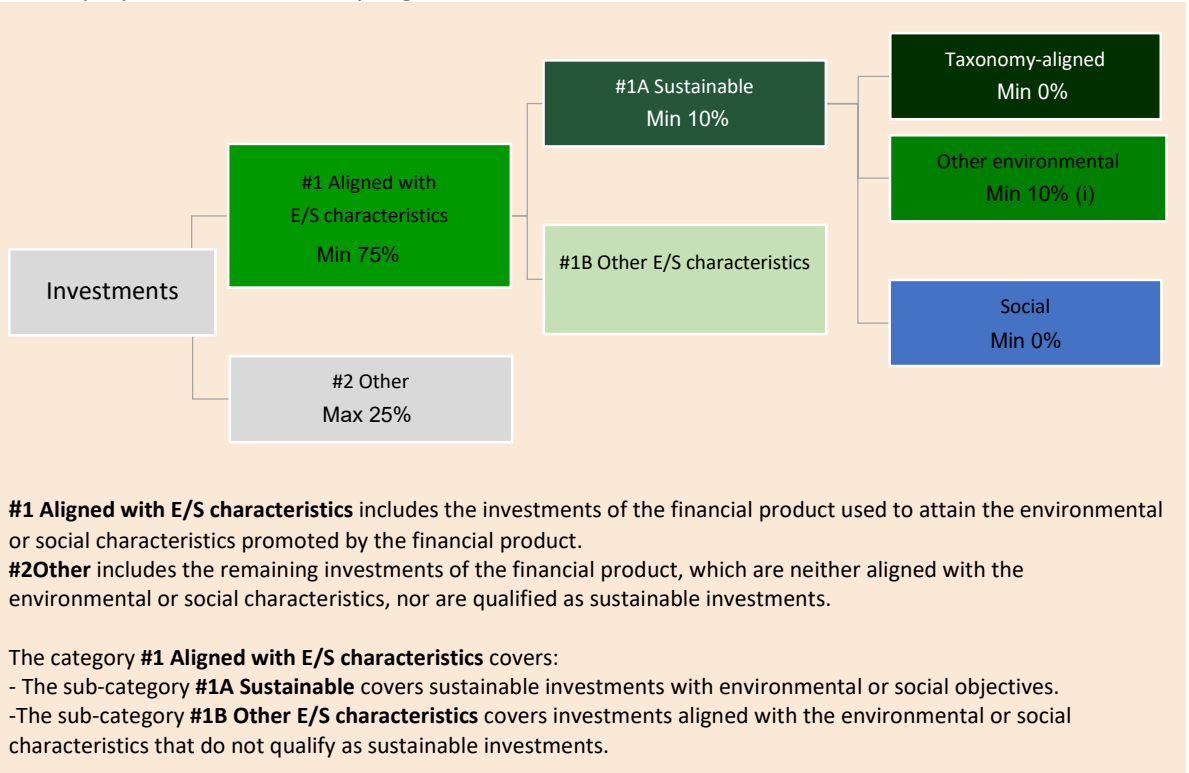 Taxonomy-aligned
Min 0%
#1A Sustainable
Min 10%
Other environmental
Min 10% (i)
#1 Aligned with
E/S characteristics
Min 75%
#1B Other E/S characteristics
Investments
Social
Min 0%
#2 Other
Max 25%
#1 Aligned with E/S characteristics includes the investments of the financial product used to attain the environmental
or social characteristics promoted by the financial product.
#2Other includes the remaining investments of the financial product, which are neither aligned with the
environmental or social characteristics, nor are qualified as sustainable investments.
The category #1 Aligned with E/S characteristics covers:
- The sub-category #1A Sustainable covers sustainable investments with environmental or social objectives.
-The sub-category #1B Other E/S characteristics covers investments aligned with the environmental or social
characteristics that do not qualify as sustainable investments.